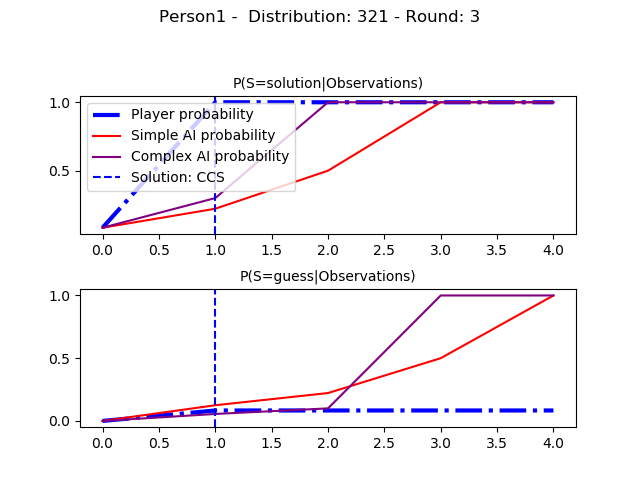 Person1 -  Distribution: 321 - Round: 3
P(S=solution|Observations)
1.0
0.5
Player probability
Simple AI probability
Complex AI probability
Solution: CCS
0.0 0.5 1.0 1.5 2.0 2.5 3.0 3.5 4.0
P(S=guess|Observations)
1.0
0.5
0.0
0.0 0.5 1.0 1.5 2.0 2.5 3.0 3.5 4.0